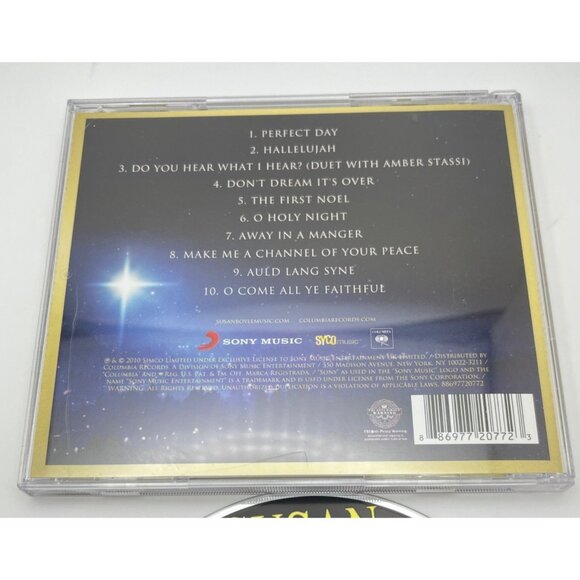 1. PERFECT DAY
2. HALLELUJAH
3. DO YOU HEAR WHAT I HEAR? (DUET WITH AMBER STASSI)
4. DON'T DREAM IT'S OVER
5. THE FIRST NOEL
6. O HOLY NIGHT
7. AWAY IN A MANGER
8. MAKE ME A CHANNEL OF YOUR PEACE
9. AULD LANG SYNE
10. O COME ALL YE FAITHFUL
SUSANBOYLEMUSIC.COM COLUMBIARECORDS.COM
SONY MUSIC SYCOmusic COLUMBIA
℗ & © 2010 SIMCO LIMITED UNDER EXCLUSIVE LICENSE TO SONY MUSIC ENTERTAINMENT UK LIMITED. / DISTRIBUTED BY
COLUMBIA RECORDS, A DIVISION OF SONY MUSIC ENTERTAINMENT / 550 MADISON AVENUE, NEW YORK, NY, 10022-3211 /
"COLUMBIA" AND REG. U.S. PAT. & TM. OFF. MARCA REGISTRADA. / "SONY" AS USED IN THE "SONY MUSIC" LOGO AND THE
NAME "SONY MUSIC ENTERTAINMENT" IS A TRADEMARK AND IS USED UNDER LICENSE FROM THE SONY CORPORATION.
/ WARNING: ALL RIGHTS RESERVED. UNAUTHORIZED DUPLICATION IS A VIOLATION OF APPLICABLE LAWS. 88697720772
WARNING
FBI Anti-Piracy Warning:
8 86977 20772 3
SUSAN